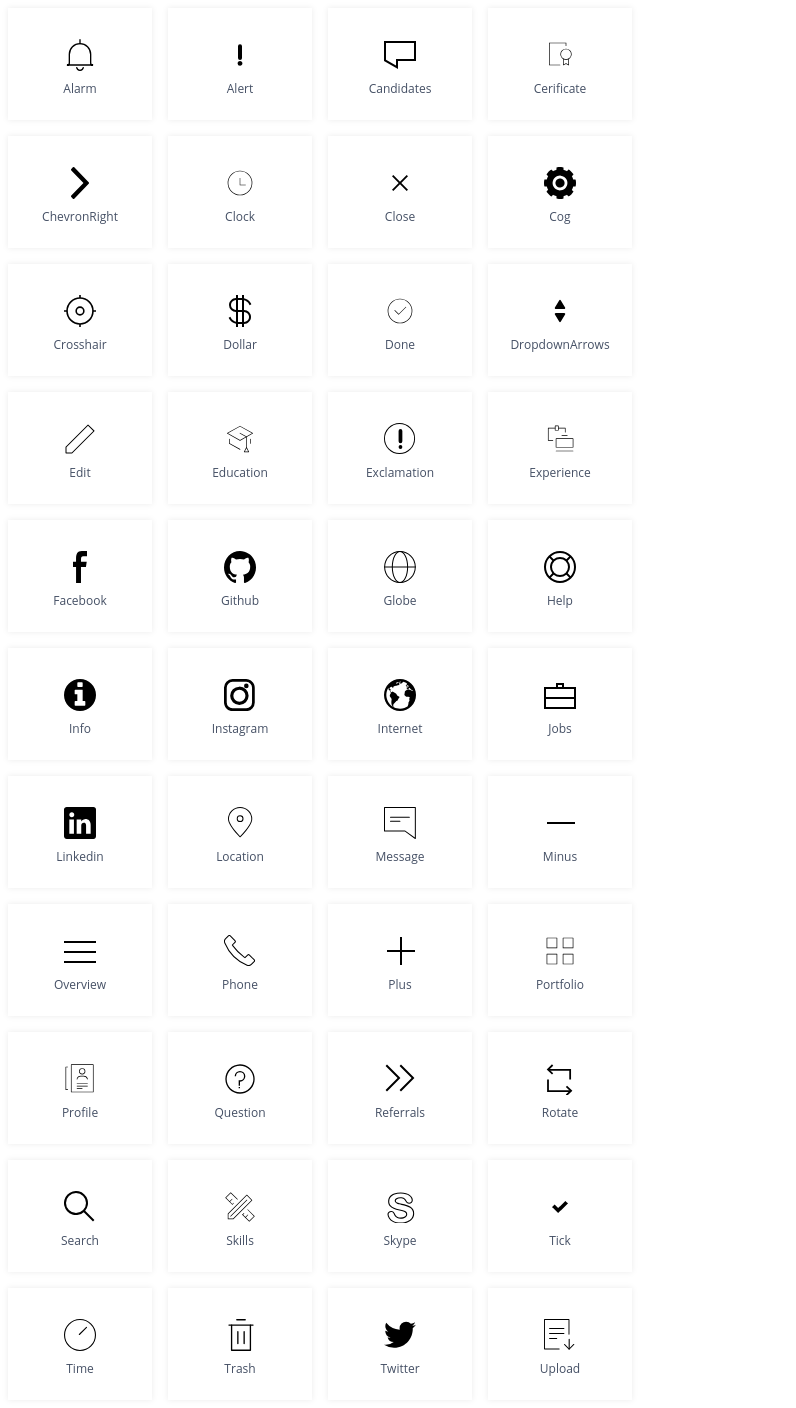 Alarm
Alert
Candidates
Cerificate
ChevronRight
Clock
Close
Cog
Crosshair
Dollar
Done
DropdownArrows
Edit
Education
Exclamation
Experience
Facebook
Github
Globe
Help
Info
Instagram
Internet
Jobs
Linkedin
Location
Message
Minus
Overview
Phone
Plus
Portfolio
Profile
Question
Referrals
Rotate
Search
Skills
Skype
Tick
Time
Trash
Twitter
Upload